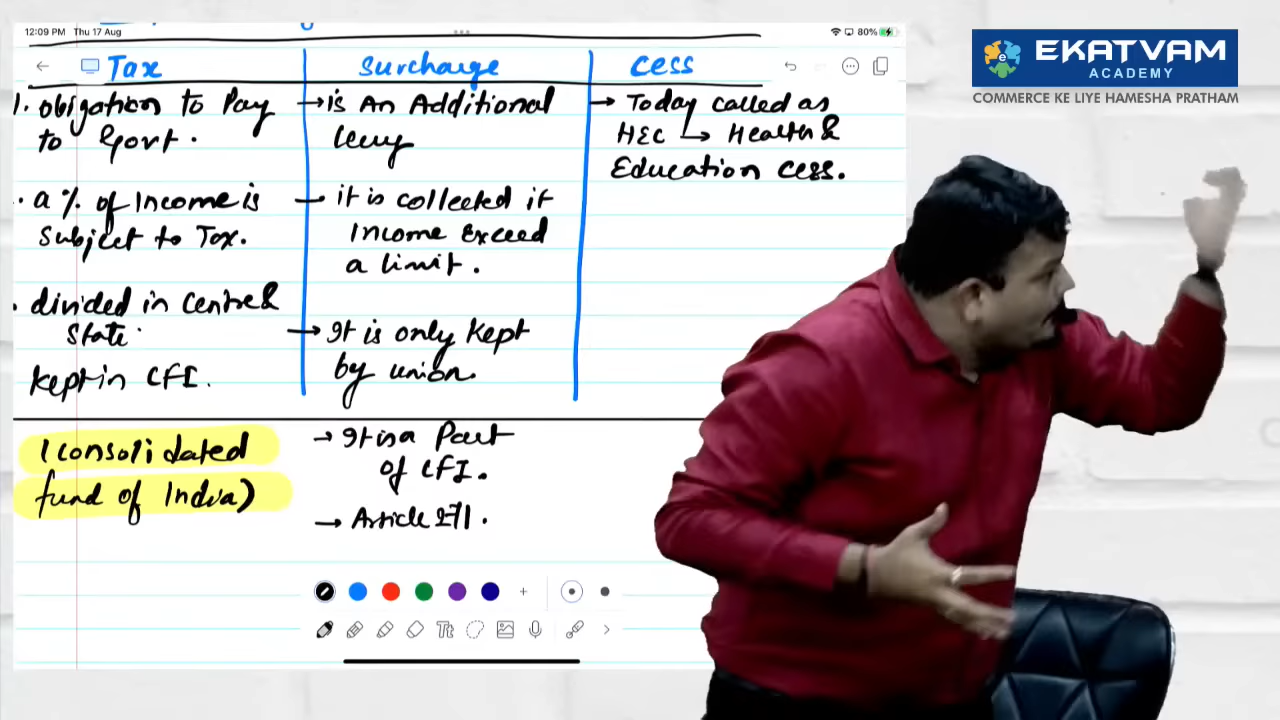 12:09 PM Thu 17 Aug
80%
EKATVAM
ACADEMY
COMMERCE KE LIYE HAMESHA PRATHAM
Tax
Surcharge
Cess
1. obligation to Pay
to Govt.
. a % of Income is
Subject to Tax.
. divided in Centre &
State
Kept in CFI.
(Consolidated
fund of India)
→ is An Additional
levy
it is collected if
Income Exceed
a limit.
→ It is only Kept
by union.
→ It is a Part
of CFI.
→ Article 271.
→ Today called as
HEC → Health &
Education cess.
Tt